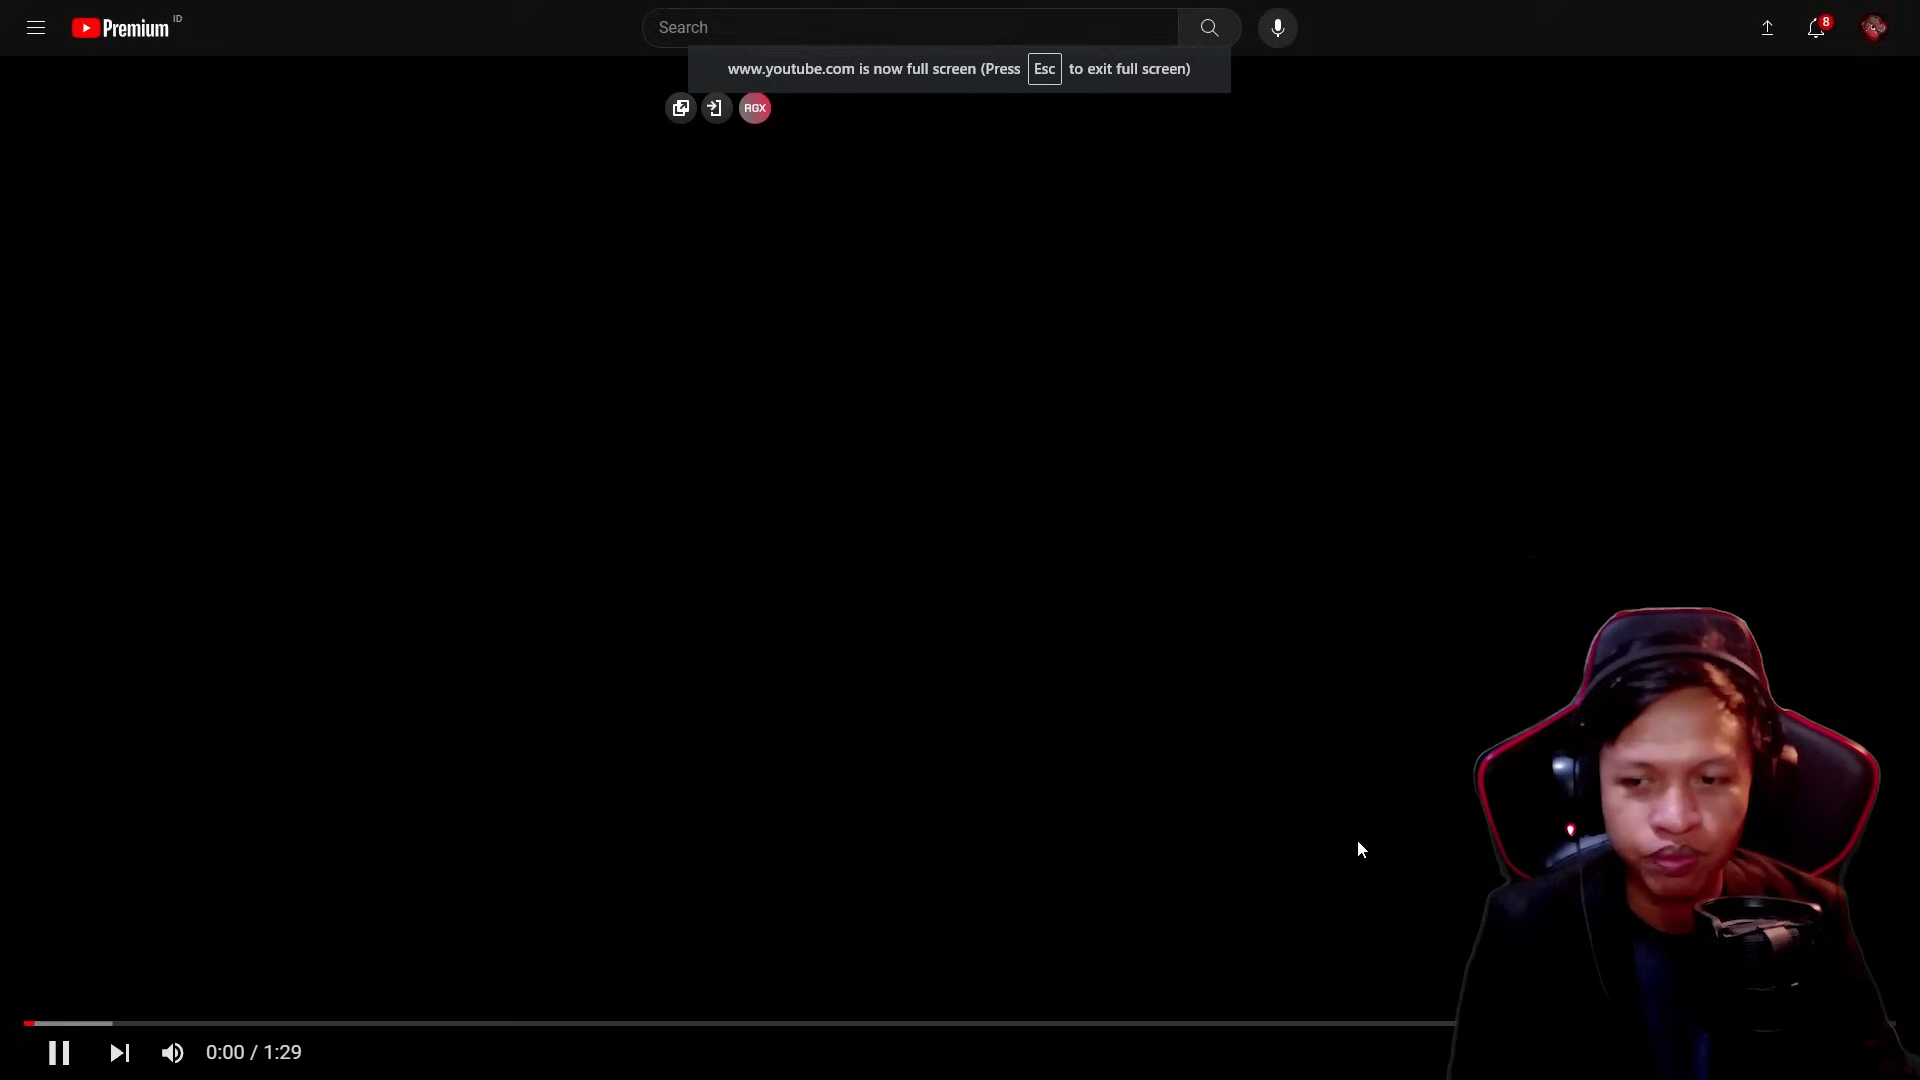 Premium ID
Search
8
www.youtube.com is now full screen (Press Esc to exit full screen)
RGX
0:00 / 1:29